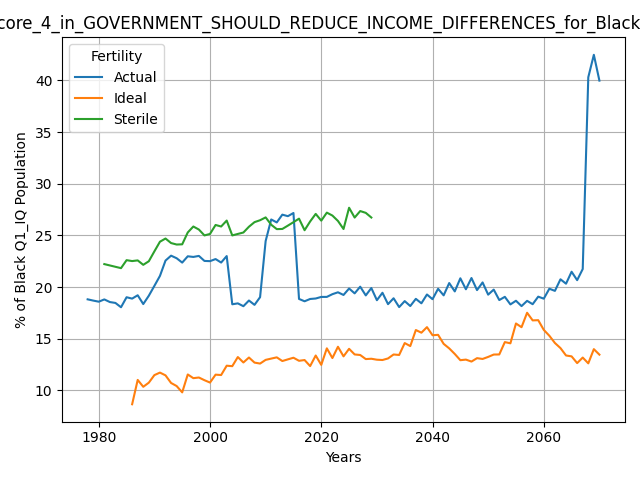 core_4_in_GOVERNMENT_SHOULD_REDUCE_INCOME_DIFFERENCES_for_Black
Fertility
Actual
Ideal
Sterile
% of Black Q1_IQ Population
40
35
30
25
20
15
10
1980 2000 2020 2040 2060
Years